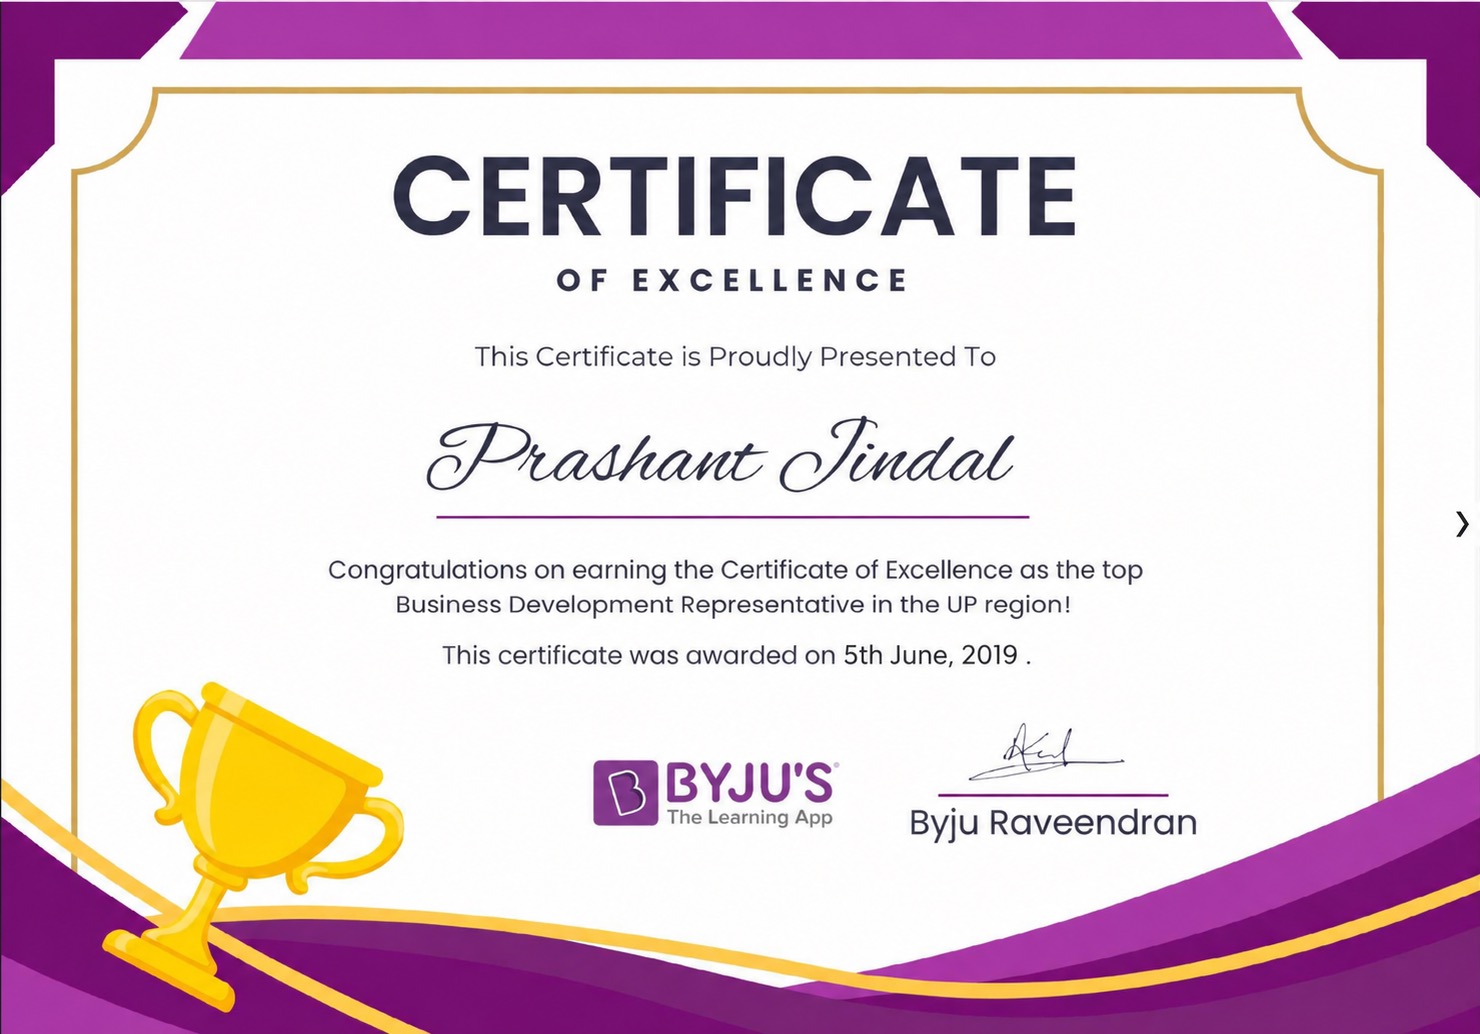 CERTIFICATE
OF EXCELLENCE
This Certificate is Proudly Presented To
Prashant Jindal
Congratulations on earning the Certificate of Excellence as the top
Business Development Representative in the UP region!
This certificate was awarded on 5th June, 2019 .
BYJU'S
The Learning App
Byju Raveendran